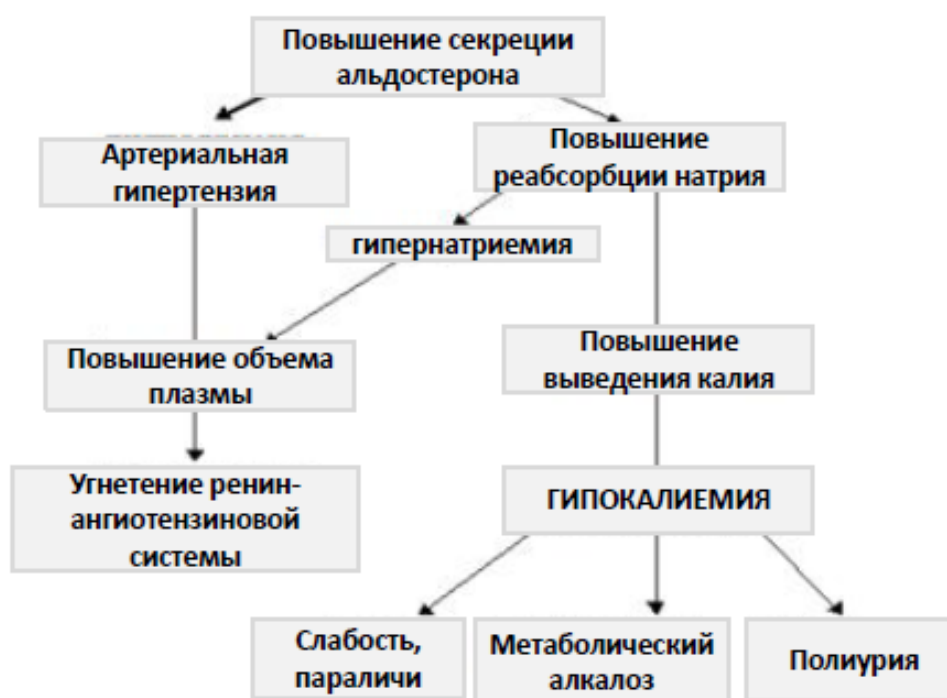 Повышение секреции
альдостерона
Артериальная
гипертензия
Повышение
реабсорбции натрия
гипернатриемия
Повышение объема
плазмы
Повышение
выведения калия
Угнетение ренин-
ангиотензиновой
системы
ГИПОКАЛИЕМИЯ
Слабость,
параличи
Метаболический
алкалоз
Полиурия